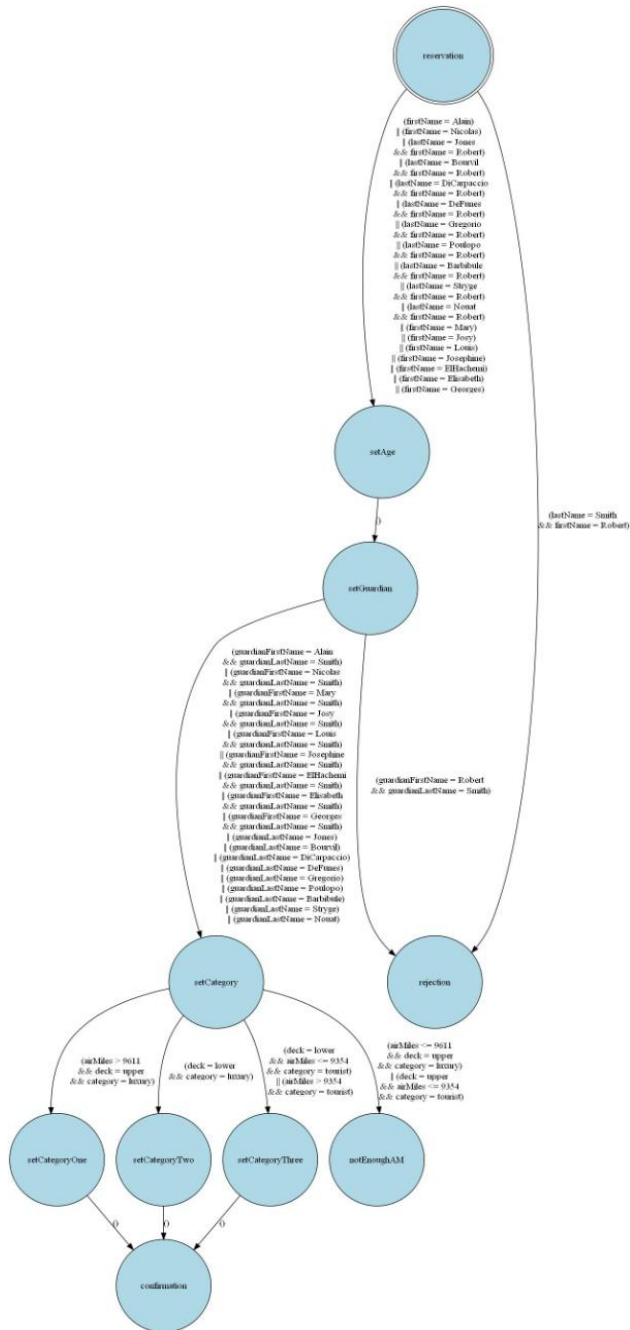 reservation
(firstName = Alain)
|| (firstName = Nicolas)
|| (lastName = Jones
&& firstName = Robert)
|| (lastName = Bourvil
&& firstName = Robert)
|| (lastName = DiCarpaccio
&& firstName = Robert)
|| (lastName = DeFunes
&& firstName = Robert)
|| (lastName = Gregorio
&& firstName = Robert)
|| (lastName = Poulopo
&& firstName = Robert)
|| (lastName = Barbibule
&& firstName = Robert)
|| (lastName = Stryge
&& firstName = Robert)
|| (lastName = Nouat
&& firstName = Robert)
|| (firstName = Mary)
|| (firstName = Josy)
|| (firstName = Louis)
|| (firstName = Josephine)
|| (firstName = ElHachemi)
|| (firstName = Elisabeth)
|| (firstName = Georges)
setAge
()
(lastName = Smith
&& firstName = Robert)
setGuardian
(guardianFirstName = Alain
&& guardianLastName = Smith)
|| (guardianFirstName = Nicolas
&& guardianLastName = Smith)
|| (guardianFirstName = Mary
&& guardianLastName = Smith)
|| (guardianFirstName = Josy
&& guardianLastName = Smith)
|| (guardianFirstName = Louis
&& guardianLastName = Smith)
|| (guardianFirstName = Josephine
&& guardianLastName = Smith)
|| (guardianFirstName = ElHachemi
&& guardianLastName = Smith)
|| (guardianFirstName = Elisabeth
&& guardianLastName = Smith)
|| (guardianFirstName = Georges
&& guardianLastName = Smith)
|| (guardianLastName = Jones)
|| (guardianLastName = Bourvil)
|| (guardianLastName = DiCarpaccio)
|| (guardianLastName = DeFunes)
|| (guardianLastName = Gregorio)
|| (guardianLastName = Poulopo)
|| (guardianLastName = Barbibule)
|| (guardianLastName = Stryge)
|| (guardianLastName = Nouat)
(guardianFirstName = Robert
&& guardianLastName = Smith)
setCategory
rejection
(airMiles > 9611
&& deck = upper
&& category = luxury)
(deck = lower
&& category = luxury)
(deck = lower
&& airMiles <= 9354
&& category = tourist)
|| (airMiles > 9354
&& category = tourist)
(airMiles <= 9611
&& deck = upper
&& category = luxury)
|| (deck = upper
&& airMiles <= 9354
&& category = tourist)
setCategoryOne
setCategoryTwo
setCategoryThree
notEnoughAM
()
()
()
confirmation